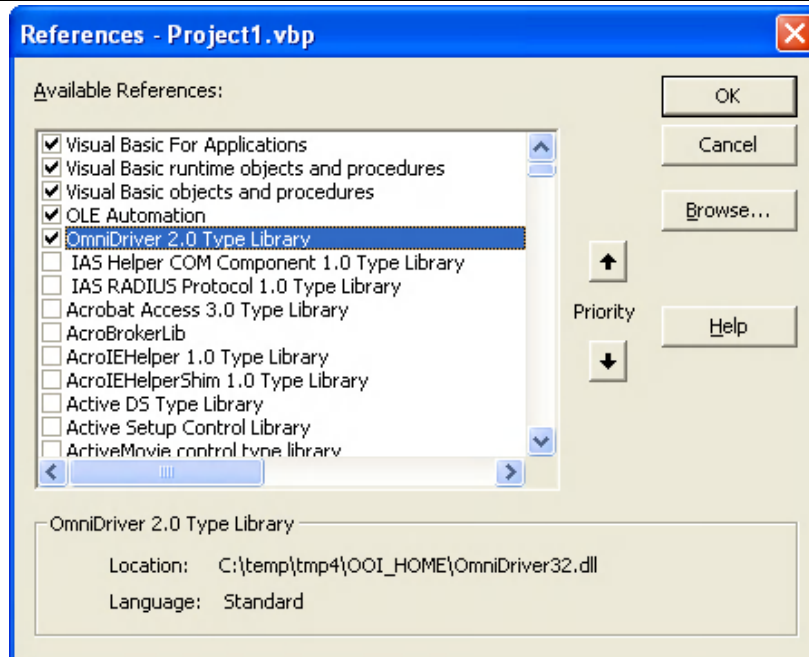 References - Project1.vbp
Available References:
OK
Cancel
Browse...
Help
Visual Basic For Applications
Visual Basic runtime objects and procedures
Visual Basic objects and procedures
OLE Automation
OmniDriver 2.0 Type Library
IAS Helper COM Component 1.0 Type Library
IAS RADIUS Protocol 1.0 Type Library
Acrobat Access 3.0 Type Library
AcroBrokerLib
AcroIEHelper 1.0 Type Library
AcroIEHelperShim 1.0 Type Library
Active DS Type Library
Active Setup Control Library
ActiveMovie control type library
Priority
OmniDriver 2.0 Type Library
Location: C:\temp\tmp4\OOI_HOME\OmniDriver32.dll
Language: Standard